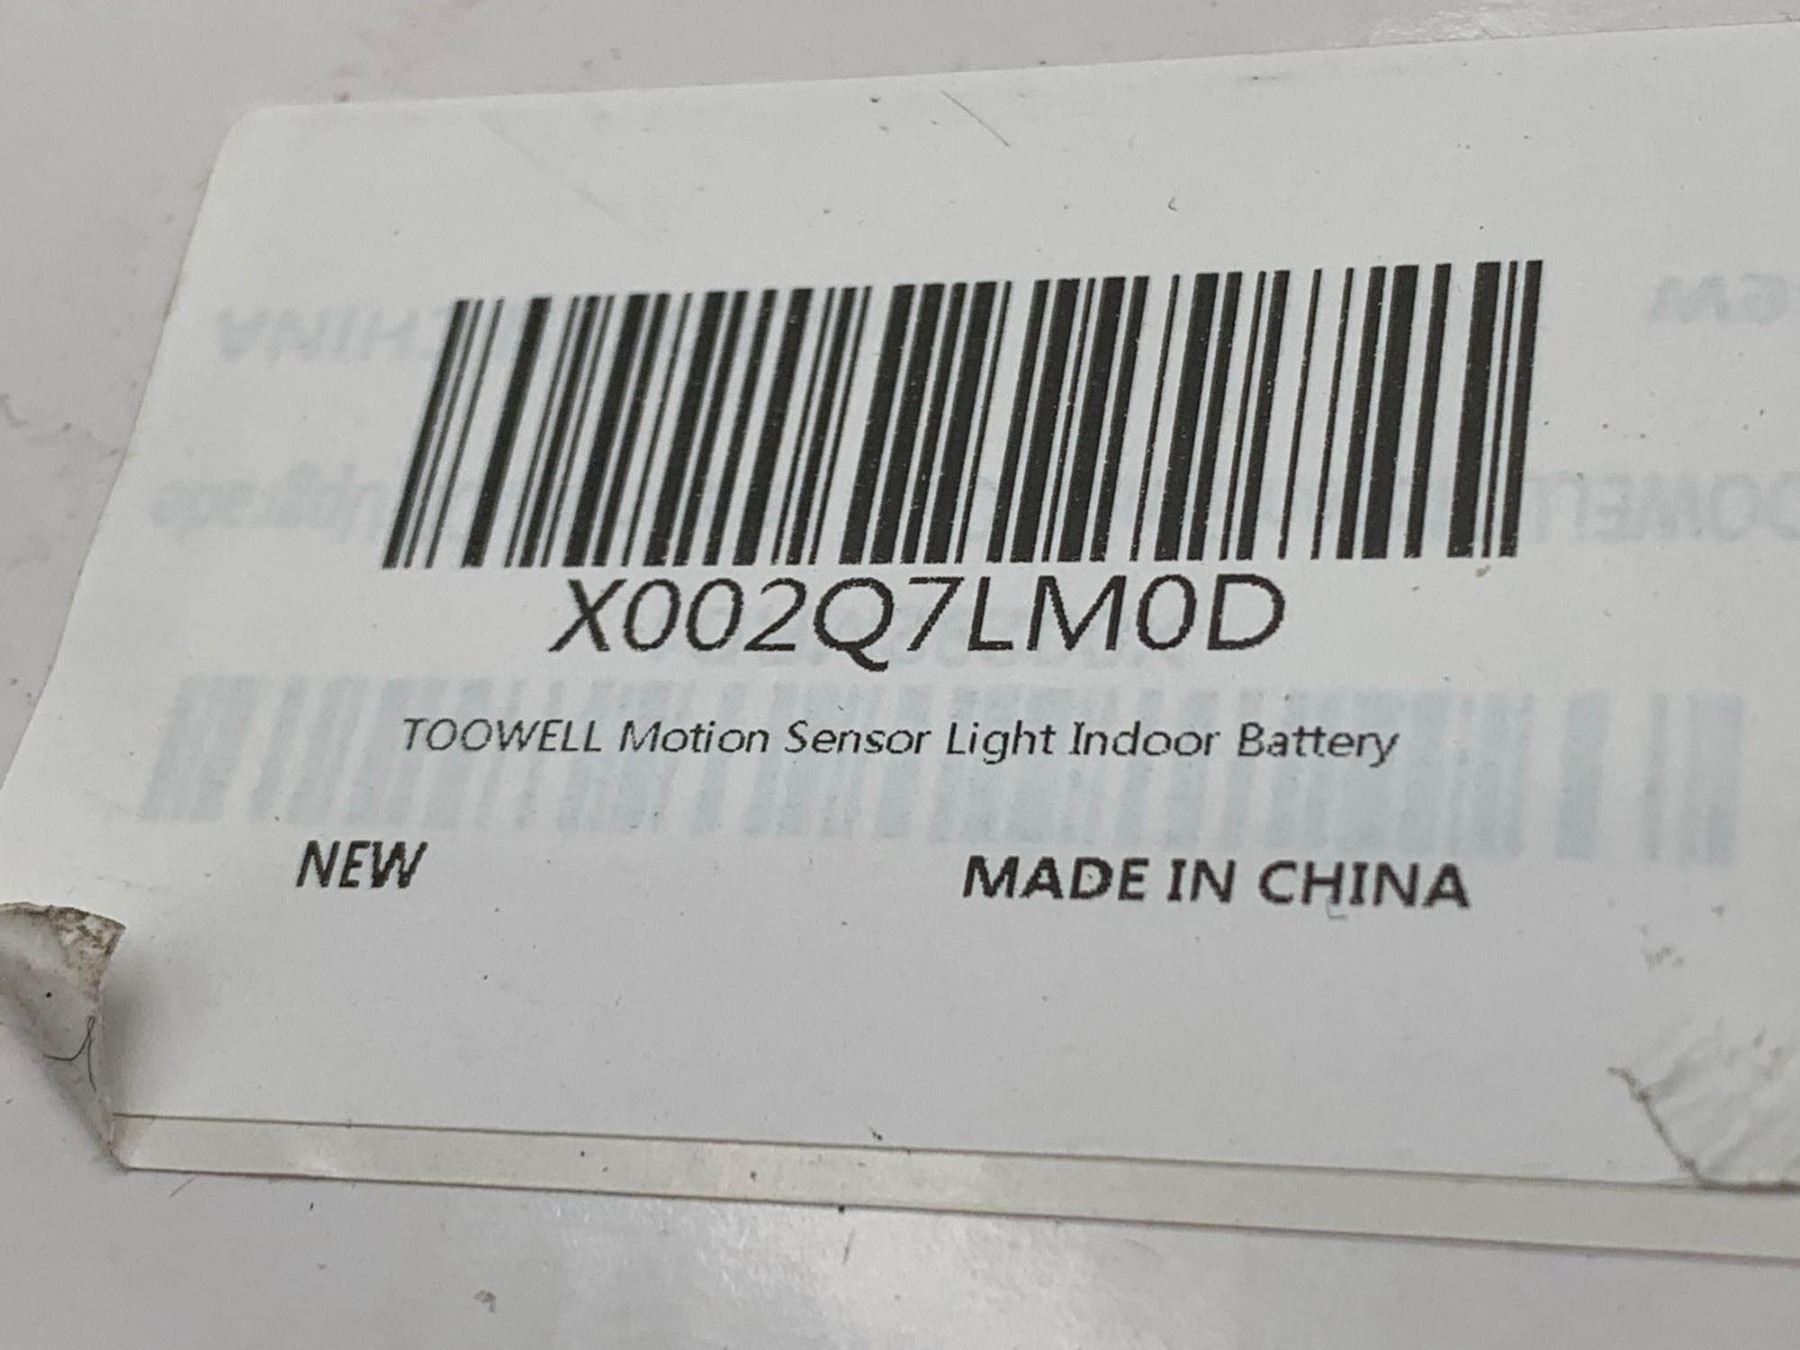 X002Q7LM0D
TOOWELL Motion Sensor Light Indoor Battery
NEW
MADE IN CHINA